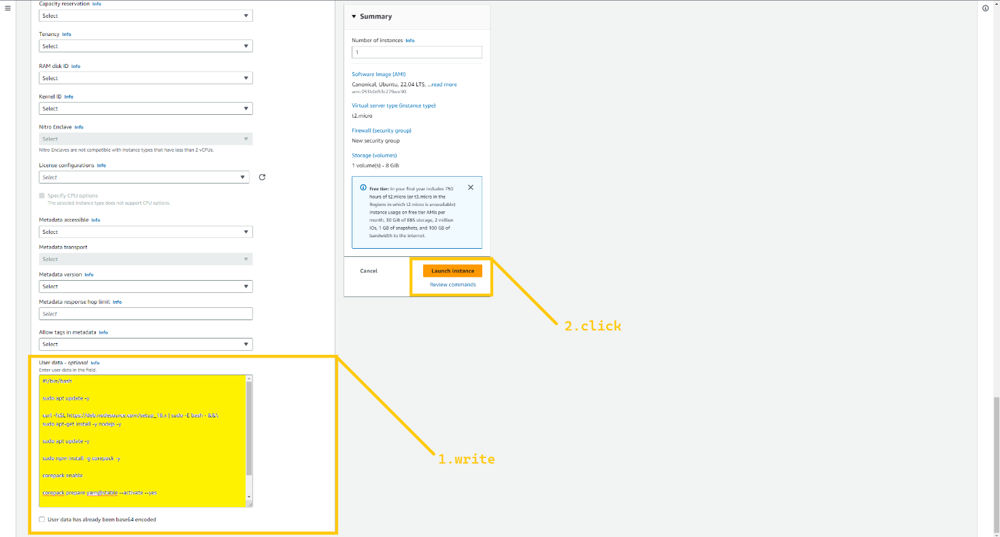 Capacity reservation Info
Select
Tenancy Info
Select
RAM disk ID Info
Select
Kernel ID Info
Select
Nitro Enclave Info
Select
Nitro Enclaves are not compatible with instance types that have less than 2 vCPUs.
License configurations Info
Select
Specify CPU options
The selected instance type does not support CPU options.
Metadata accessible Info
Select
Metadata transport
Select
Metadata version Info
Select
Metadata response hop limit Info
Select
Allow tags in metadata Info
Select
User data - optional Info
Enter user data in the field.
#!/bin/bash
sudo apt update -y
curl -fsSL https://deb.nodesource.com/setup_18.x | sudo -E bash - &&\
sudo apt-get install -y nodejs -y
sudo apt update -y
sudo npm install -g corepack -y
corepack enable
corepack prepare yarn@stable --activate --yes
User data has already been base64 encoded
Summary
Number of instances Info
1
Software Image (AMI)
Canonical, Ubuntu, 22.04 LTS, ...read more
ami-053b0d53c279acc90
Virtual server type (instance type)
t2.micro
Firewall (security group)
New security group
Storage (volumes)
1 volume(s) - 8 GiB
Free tier: In your first year includes 750
hours of t2.micro (or t3.micro in the
Regions in which t2.micro is unavailable)
instance usage on free tier AMIs per
month, 30 GiB of EBS storage, 2 million
IOs, 1 GB of snapshots, and 100 GB of
bandwidth to the internet.
Cancel
Launch instance
Review commands
2.click
1.write